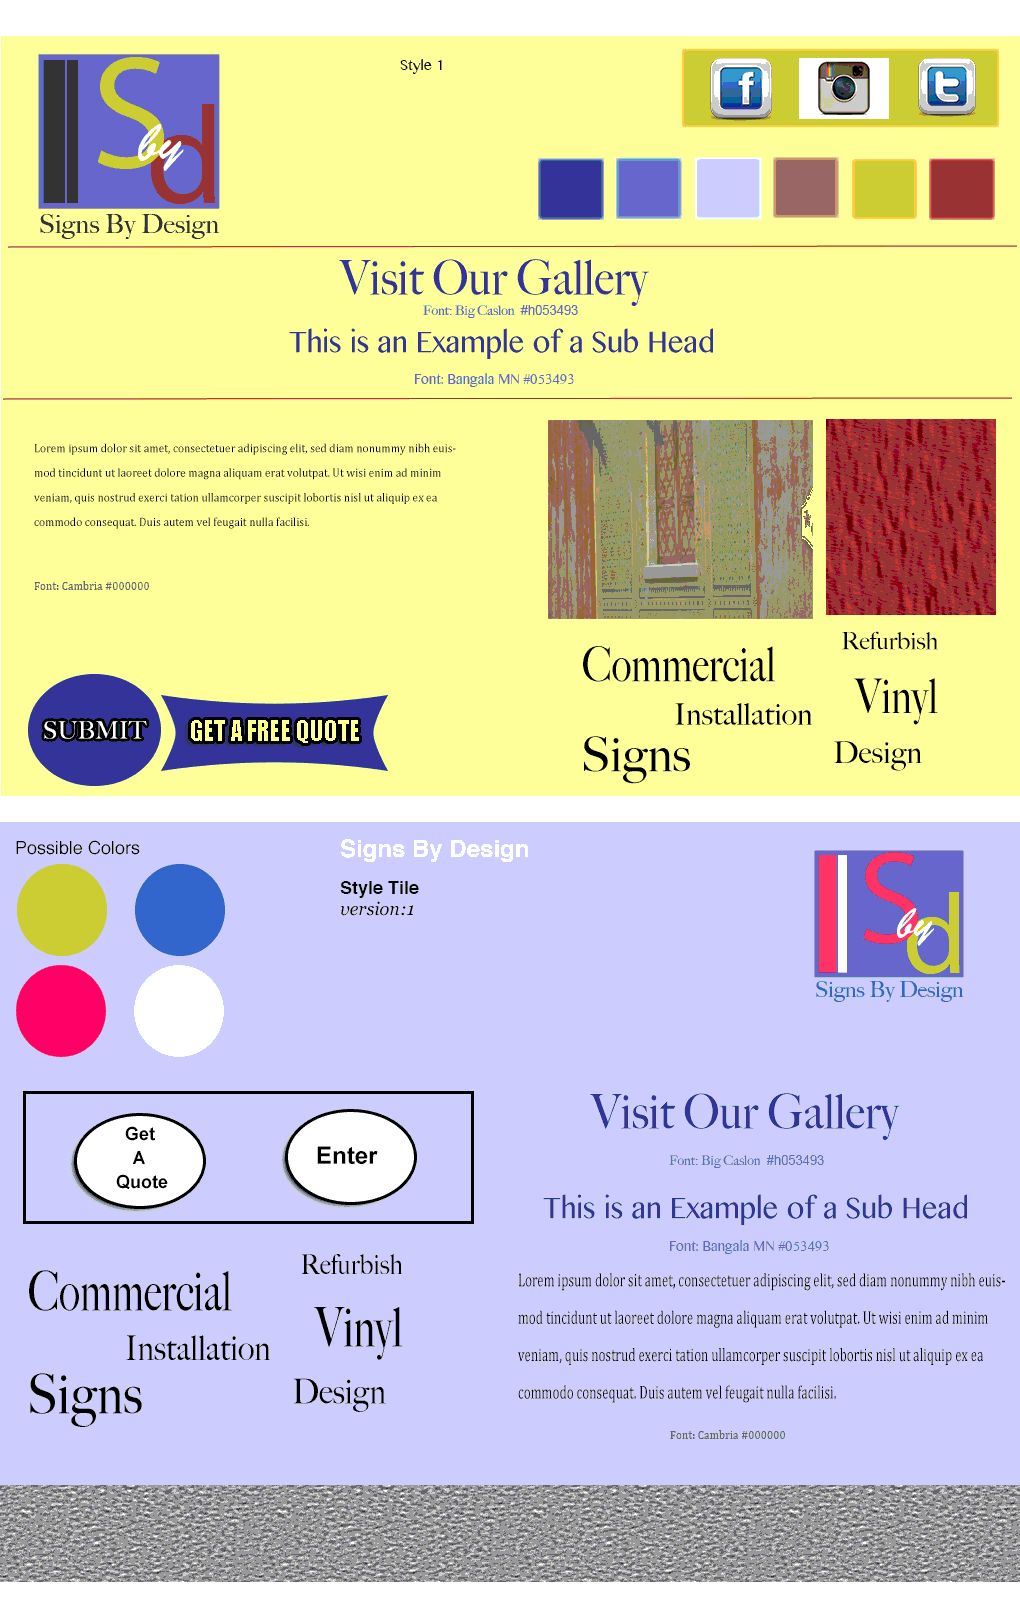 Style 1
S
by
d
Signs By Design
Visit Our Gallery
Font: Big Caslon #h053493
This is an Example of a Sub Head
Font: Bangala MN #053493
Lorem ipsum dolor sit amet, consectetuer adipiscing elit, sed diam nonummy nibh euis-
mod tincidunt ut laoreet dolore magna aliquam erat volutpat. Ut wisi enim ad minim
veniam, quis nostrud exerci tation ullamcorper suscipit lobortis nisl ut aliquip ex ea
commodo consequat. Duis autem vel feugait nulla facilisi.
Font: Cambria #000000
SUBMIT
GET A FREE QUOTE
Commercial
Installation
Signs
Refurbish
Vinyl
Design
Possible Colors
Signs By Design
Style Tile
version:1
S
by
d
Signs By Design
Get
A
Quote
Enter
Commercial
Installation
Signs
Refurbish
Vinyl
Design
Visit Our Gallery
Font: Big Caslon #h053493
This is an Example of a Sub Head
Font: Bangala MN #053493
Lorem ipsum dolor sit amet, consectetuer adipiscing elit, sed diam nonummy nibh euis-
mod tincidunt ut laoreet dolore magna aliquam erat volutpat. Ut wisi enim ad minim
veniam, quis nostrud exerci tation ullamcorper suscipit lobortis nisl ut aliquip ex ea
commodo consequat. Duis autem vel feugait nulla facilisi.
Font: Cambria #000000